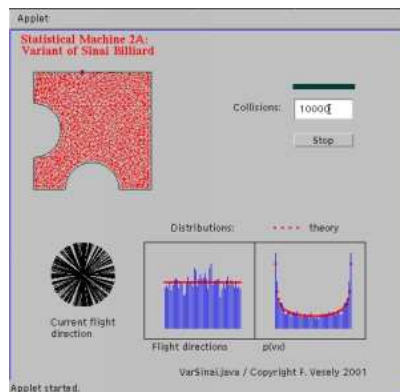 Applet
Statistical Machine 2A:
Variant of Sinai Billiard
Collisions: 10000
Stop
Distributions: theory
Current flight
direction
Flight directions p(vx)
VarSinai.java / Copyright F. Vesely 2001
Applet started.